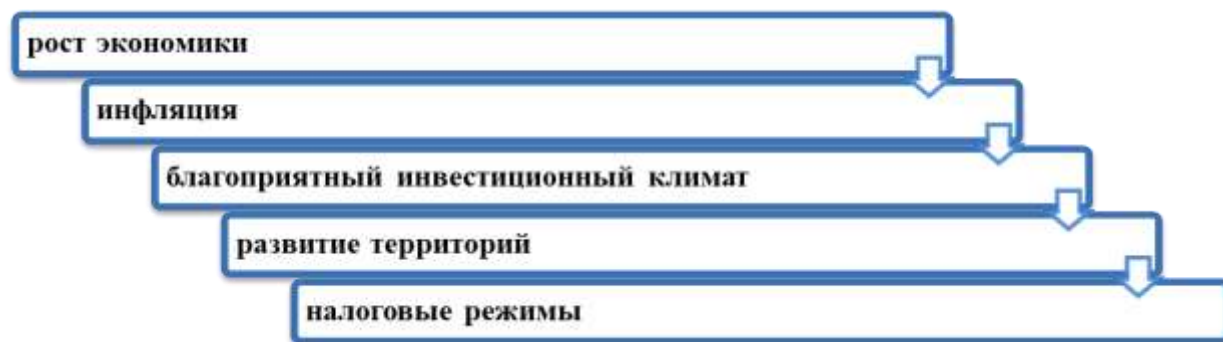 рост экономики
инфляция
благоприятный инвестиционный климат
развитие территорий
налоговые режимы